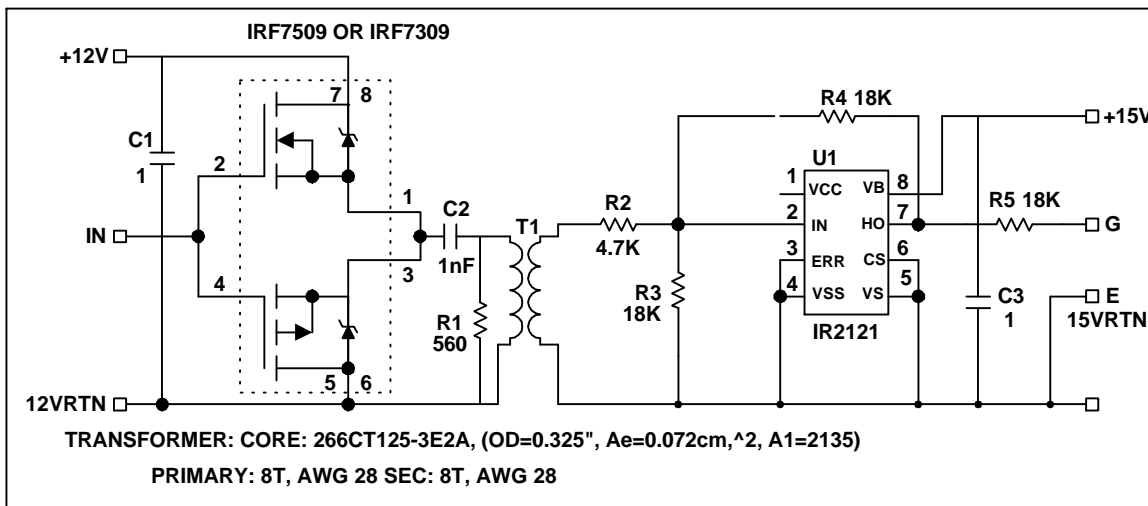 IRF7509 OR IRF7309
+12V
7 8
R4 18K
+15V
C1
1
2
U1
1
VCC
VB
8
R2
4.7K
2
IN
HO
7
R5 18K
G
1
C2
1nF
T1
IN
3
3
ERR
CS
6
4
R3
18K
4
VSS
VS
5
C3
1
E
15VRTN
R1
560
IR2121
5 6
12VRTN
TRANSFORMER: CORE: 266CT125-3E2A, (OD=0.325", Ae=0.072cm,^2, A1=2135)
PRIMARY: 8T, AWG 28 SEC: 8T, AWG 28